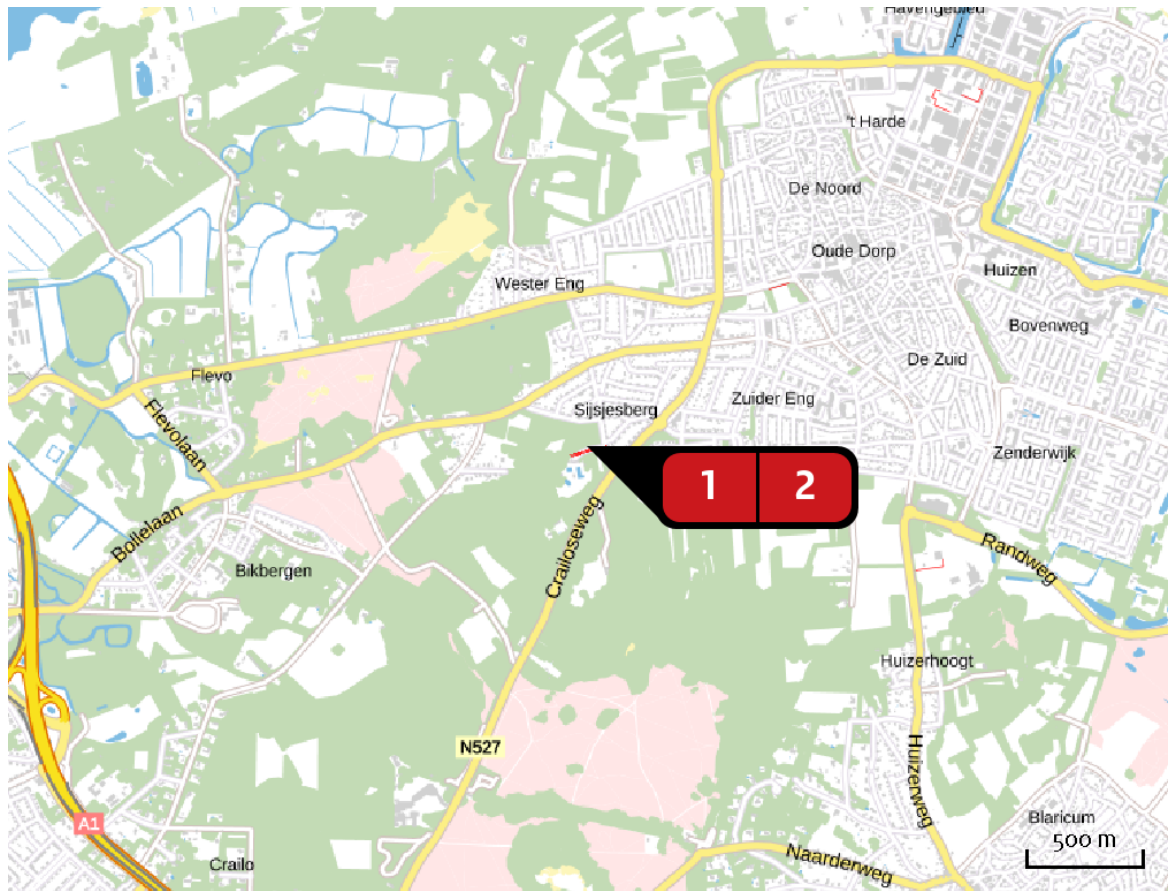 Havengebied
't Harde
De Noord
Oude Dorp
Huizen
Wester Eng
Bovenweg
De Zuid
Flevo
Zuider Eng
Sijsjesberg
Flevolaan
Zenderwijk
1
2
Bollelaan
Crailoseweg
Randweg
Bikbergen
Huizerhoogt
N527
Huizerweg
A1
Blaricum
500 m
Naarderweg
Crailo